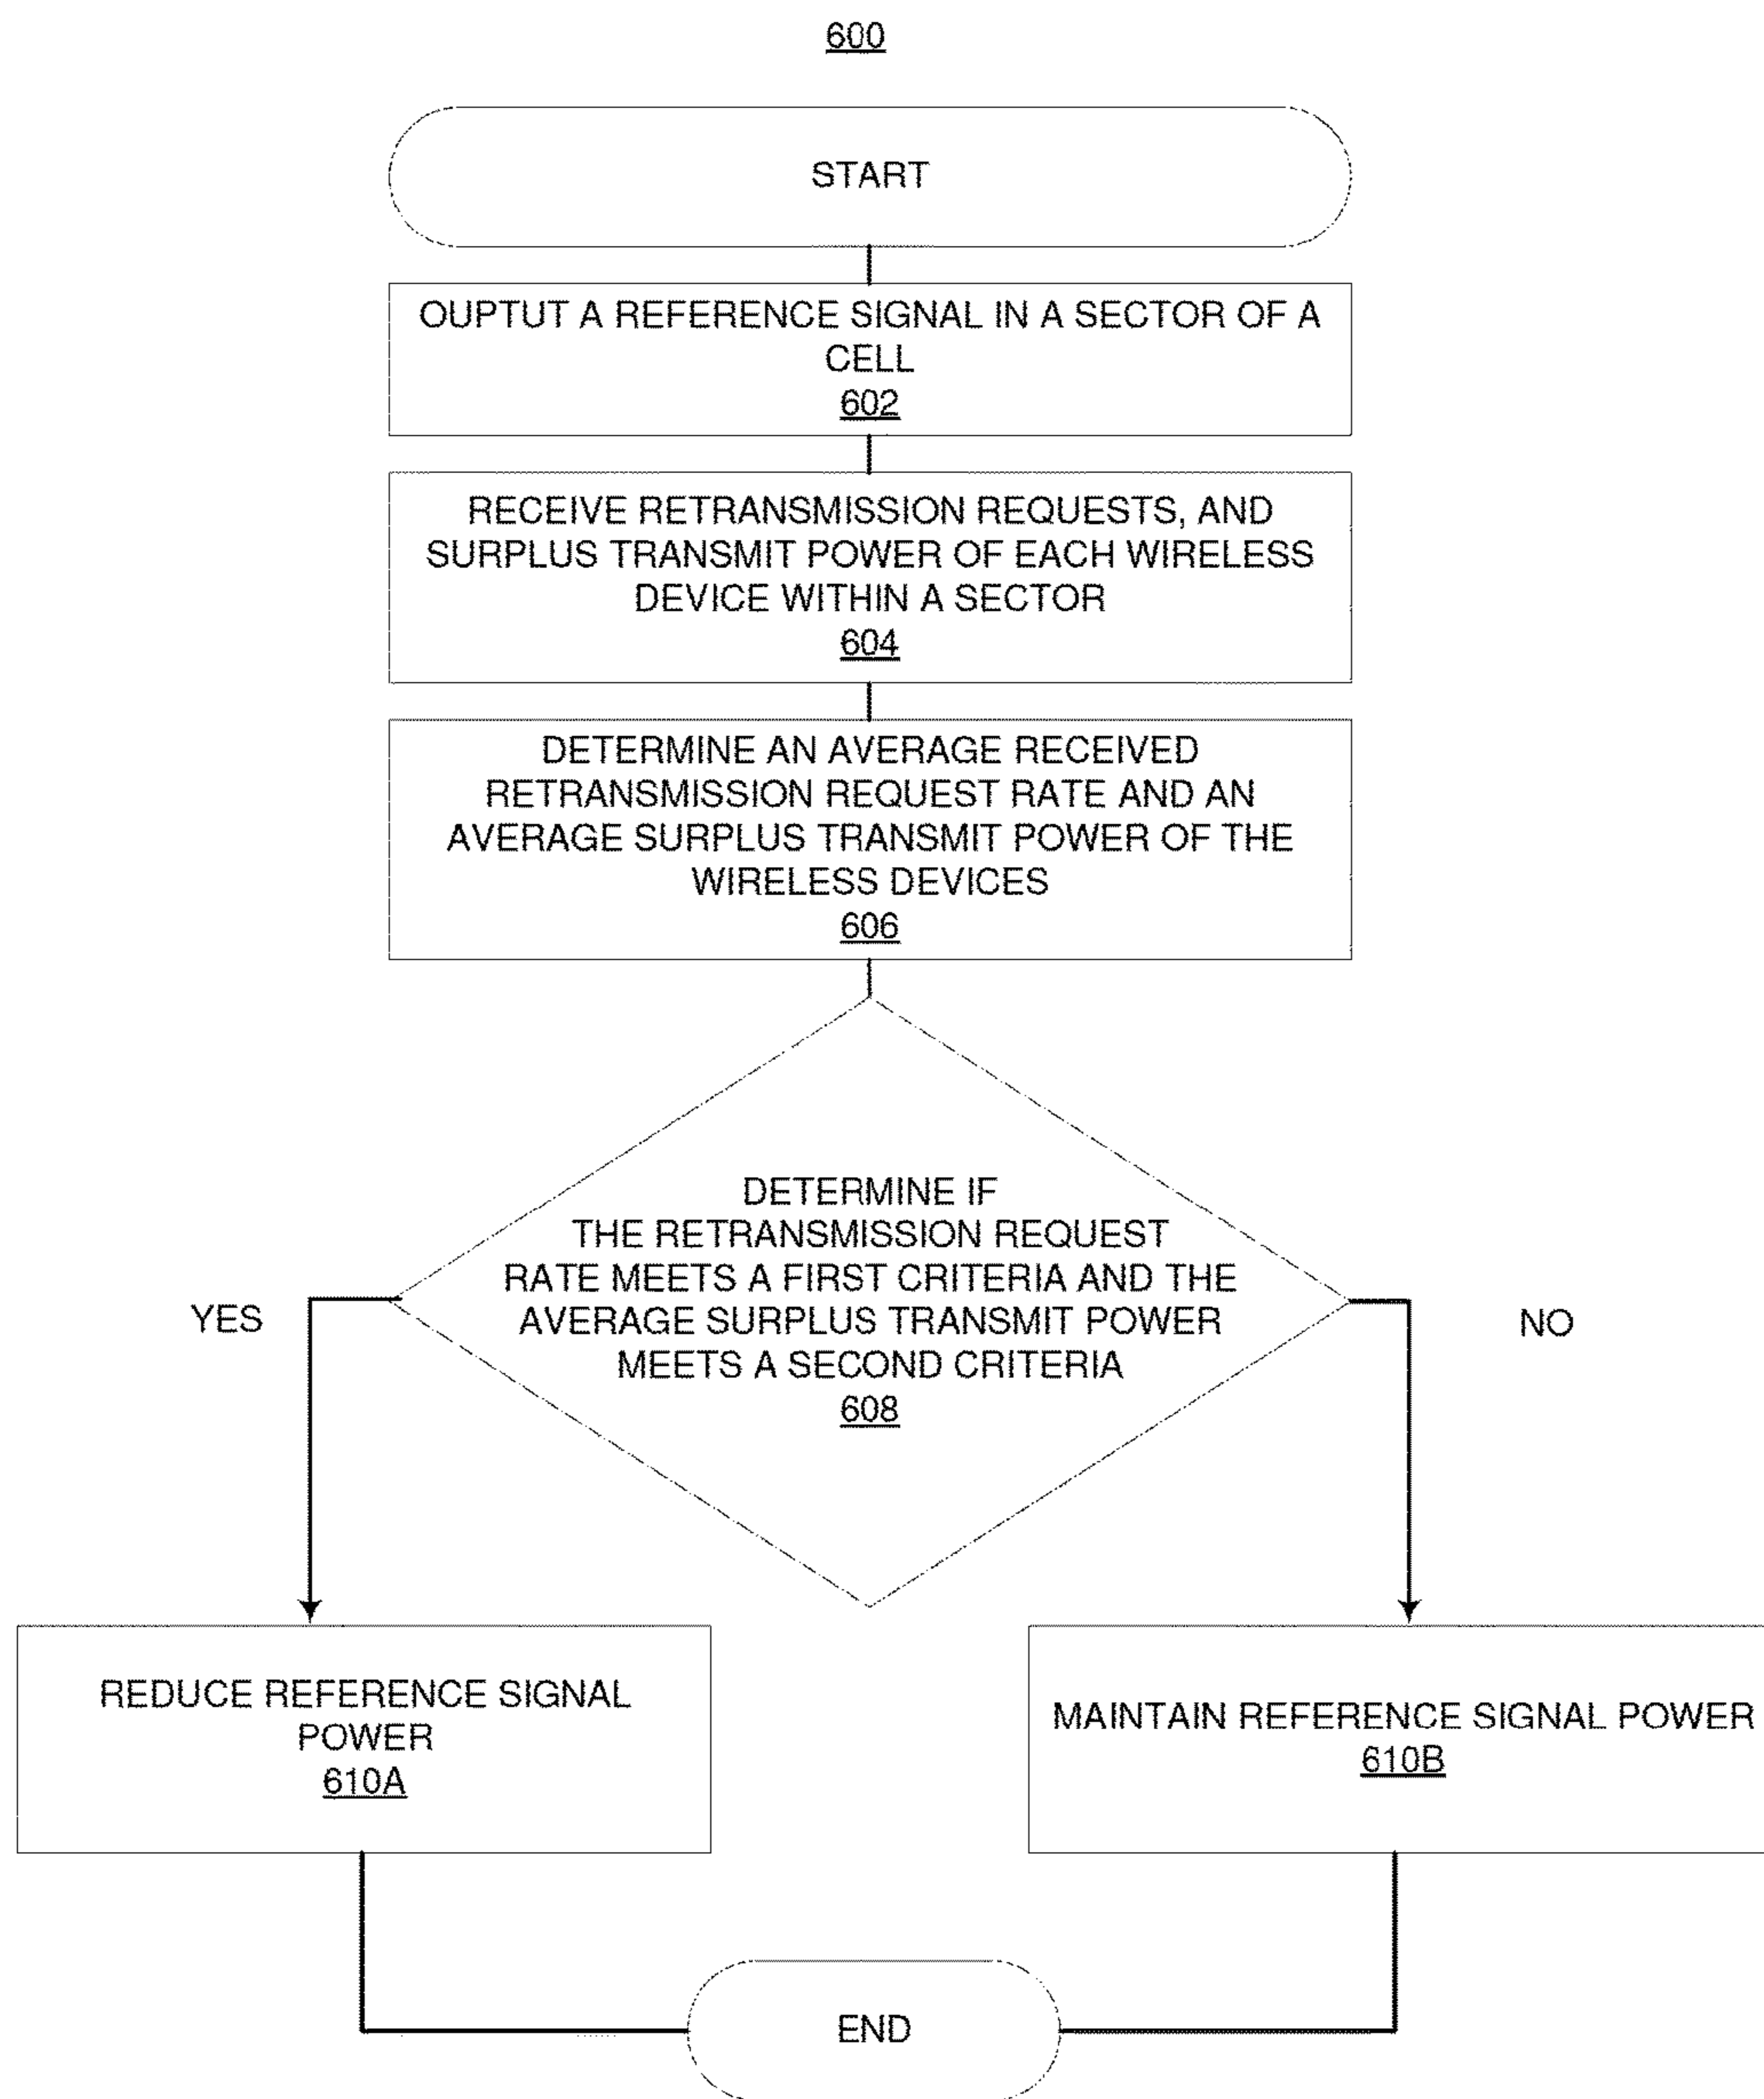 600
START
OUPTUT A REFERENCE SIGNAL IN A SECTOR OF A
CELL
602
RECEIVE RETRANSMISSION REQUESTS, AND
SURPLUS TRANSMIT POWER OF EACH WIRELESS
DEVICE WITHIN A SECTOR
604
DETERMINE AN AVERAGE RECEIVED
RETRANSMISSION REQUEST RATE AND AN
AVERAGE SURPLUS TRANSMIT POWER OF THE
WIRELESS DEVICES
606
DETERMINE IF
THE RETRANSMISSION REQUEST
RATE MEETS A FIRST CRITERIA AND THE
AVERAGE SURPLUS TRANSMIT POWER
MEETS A SECOND CRITERIA
608
YES
NO
REDUCE REFERENCE SIGNAL
POWER
610A
MAINTAIN REFERENCE SIGNAL POWER
610B
END